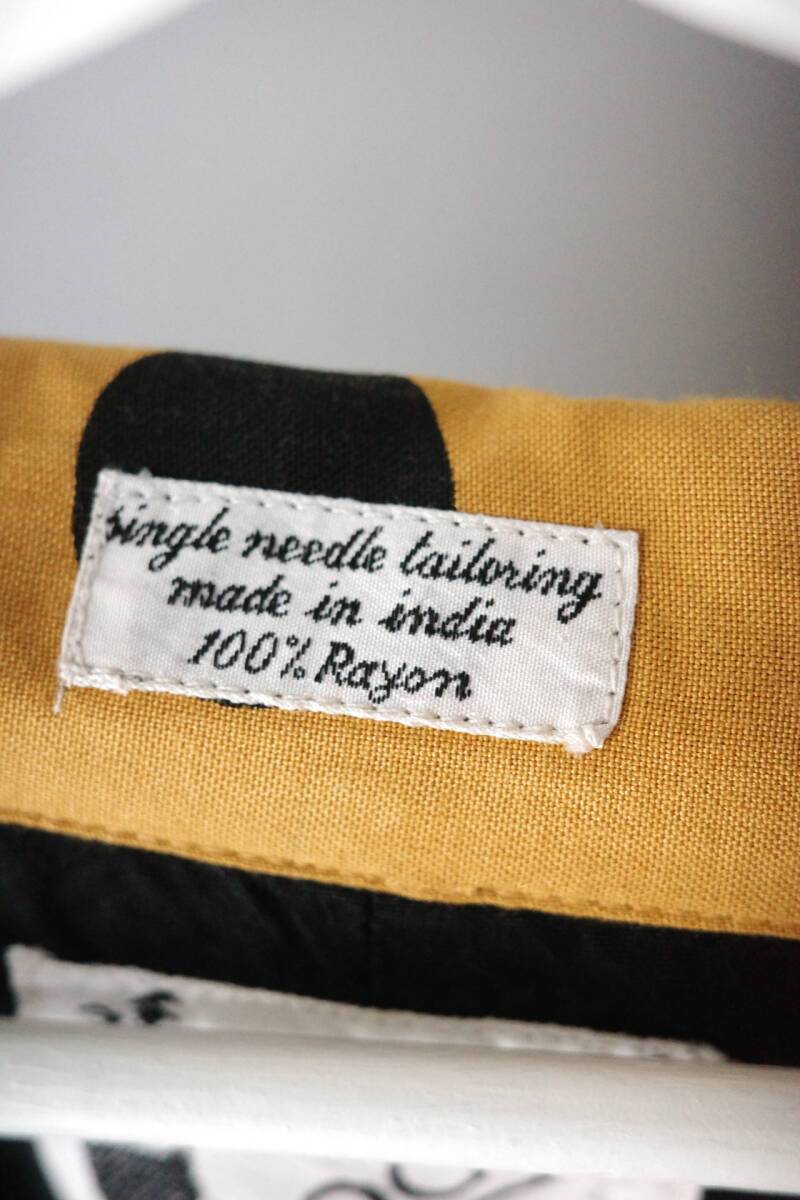 single needle tailoring
made in india
100% Rayon